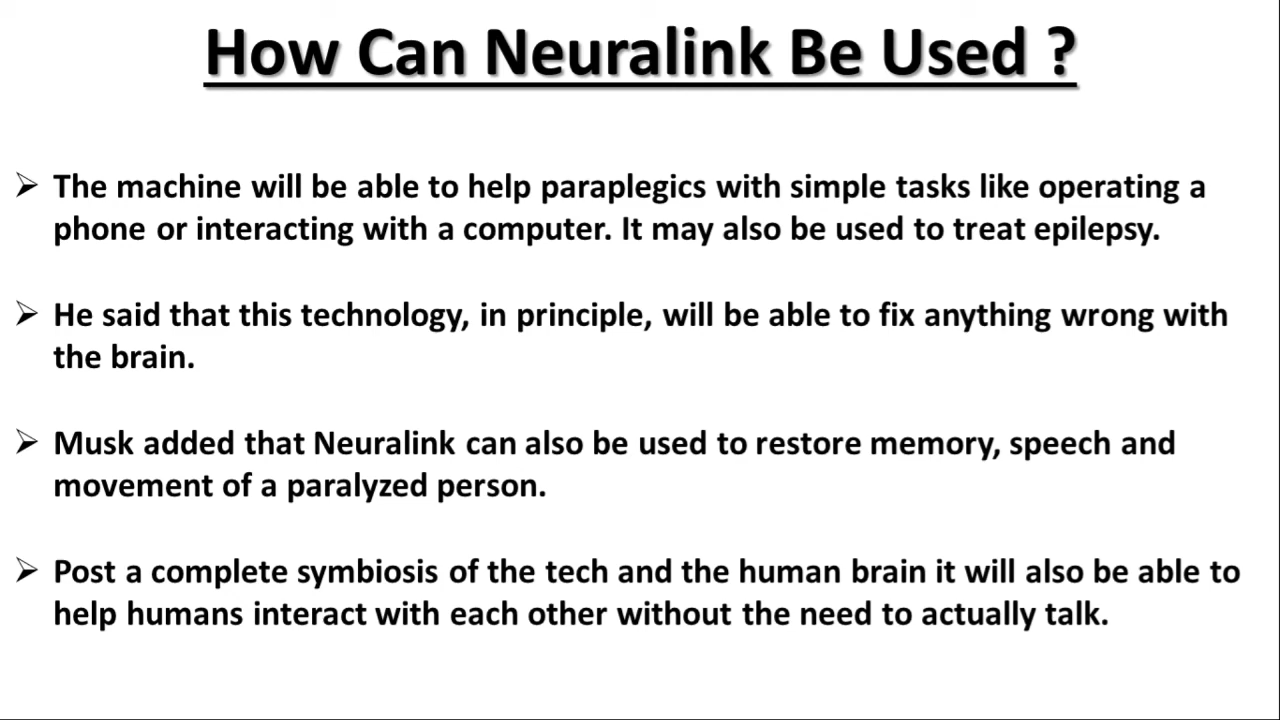 How Can Neuralink Be Used ?
➢ The machine will be able to help paraplegics with simple tasks like operating a
phone or interacting with a computer. It may also be used to treat epilepsy.
➢ He said that this technology, in principle, will be able to fix anything wrong with
the brain.
➢ Musk added that Neuralink can also be used to restore memory, speech and
movement of a paralyzed person.
➢ Post a complete symbiosis of the tech and the human brain it will also be able to
help humans interact with each other without the need to actually talk.